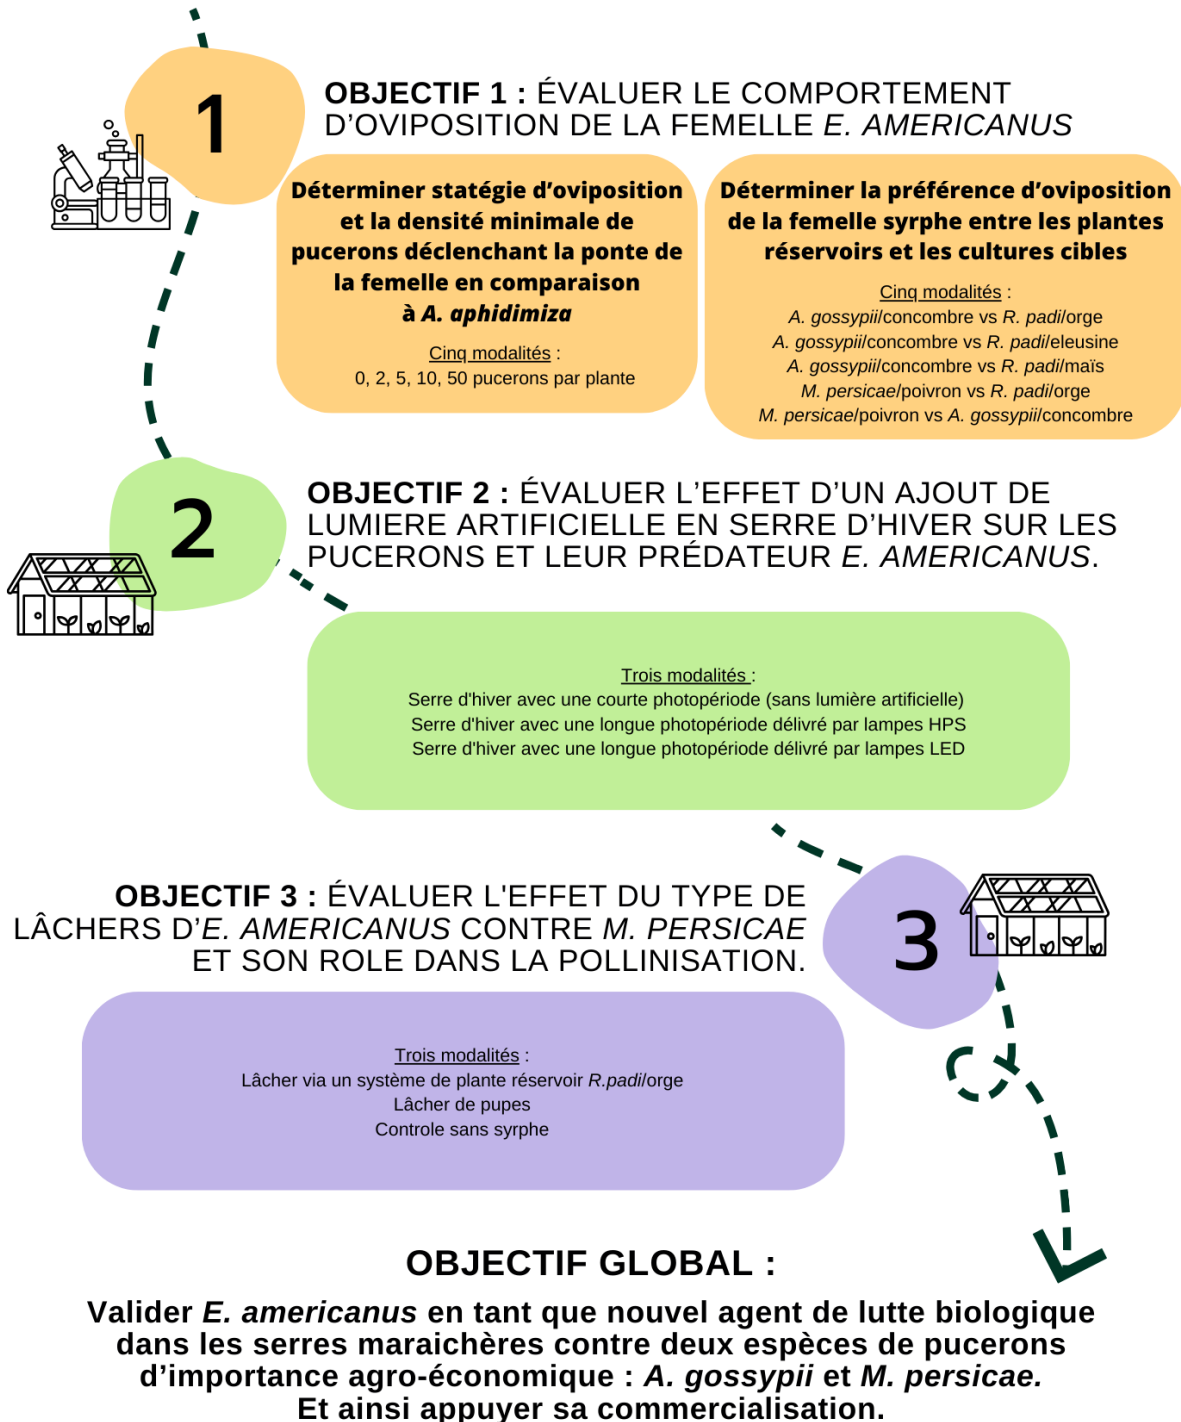 1
OBJECTIF 1 : ÉVALUER LE COMPORTEMENT
D’OVIPOSITION DE LA FEMELLE E. AMERICANUS
Déterminer statégie d’oviposition
et la densité minimale de
pucerons déclenchant la ponte de
la femelle en comparaison
à A. aphidimiza
Cinq modalités :
0, 2, 5, 10, 50 pucerons par plante
Déterminer la préférence d’oviposition
de la femelle syrphe entre les plantes
réservoirs et les cultures cibles
Cinq modalités :
A. gossypii/concombre vs R. padi/orge
A. gossypii/concombre vs R. padi/eleusine
A. gossypii/concombre vs R. padi/maïs
M. persicae/poivron vs R. padi/orge
M. persicae/poivron vs A. gossypii/concombre
2
OBJECTIF 2 : ÉVALUER L’EFFET D’UN AJOUT DE
LUMIERE ARTIFICIELLE EN SERRE D’HIVER SUR LES
PUCERONS ET LEUR PRÉDATEUR E. AMERICANUS.
Trois modalités :
Serre d'hiver avec une courte photopériode (sans lumière artificielle)
Serre d'hiver avec une longue photopériode délivré par lampes HPS
Serre d'hiver avec une longue photopériode délivré par lampes LED
OBJECTIF 3 : ÉVALUER L'EFFET DU TYPE DE
LÂCHERS D’E. AMERICANUS CONTRE M. PERSICAE
ET SON ROLE DANS LA POLLINISATION.
3
Trois modalités :
Lâcher via un système de plante réservoir R.padi/orge
Lâcher de pupes
Controle sans syrphe
OBJECTIF GLOBAL :
Valider E. americanus en tant que nouvel agent de lutte biologique
dans les serres maraichères contre deux espèces de pucerons
d’importance agro-économique : A. gossypii et M. persicae.
Et ainsi appuyer sa commercialisation.